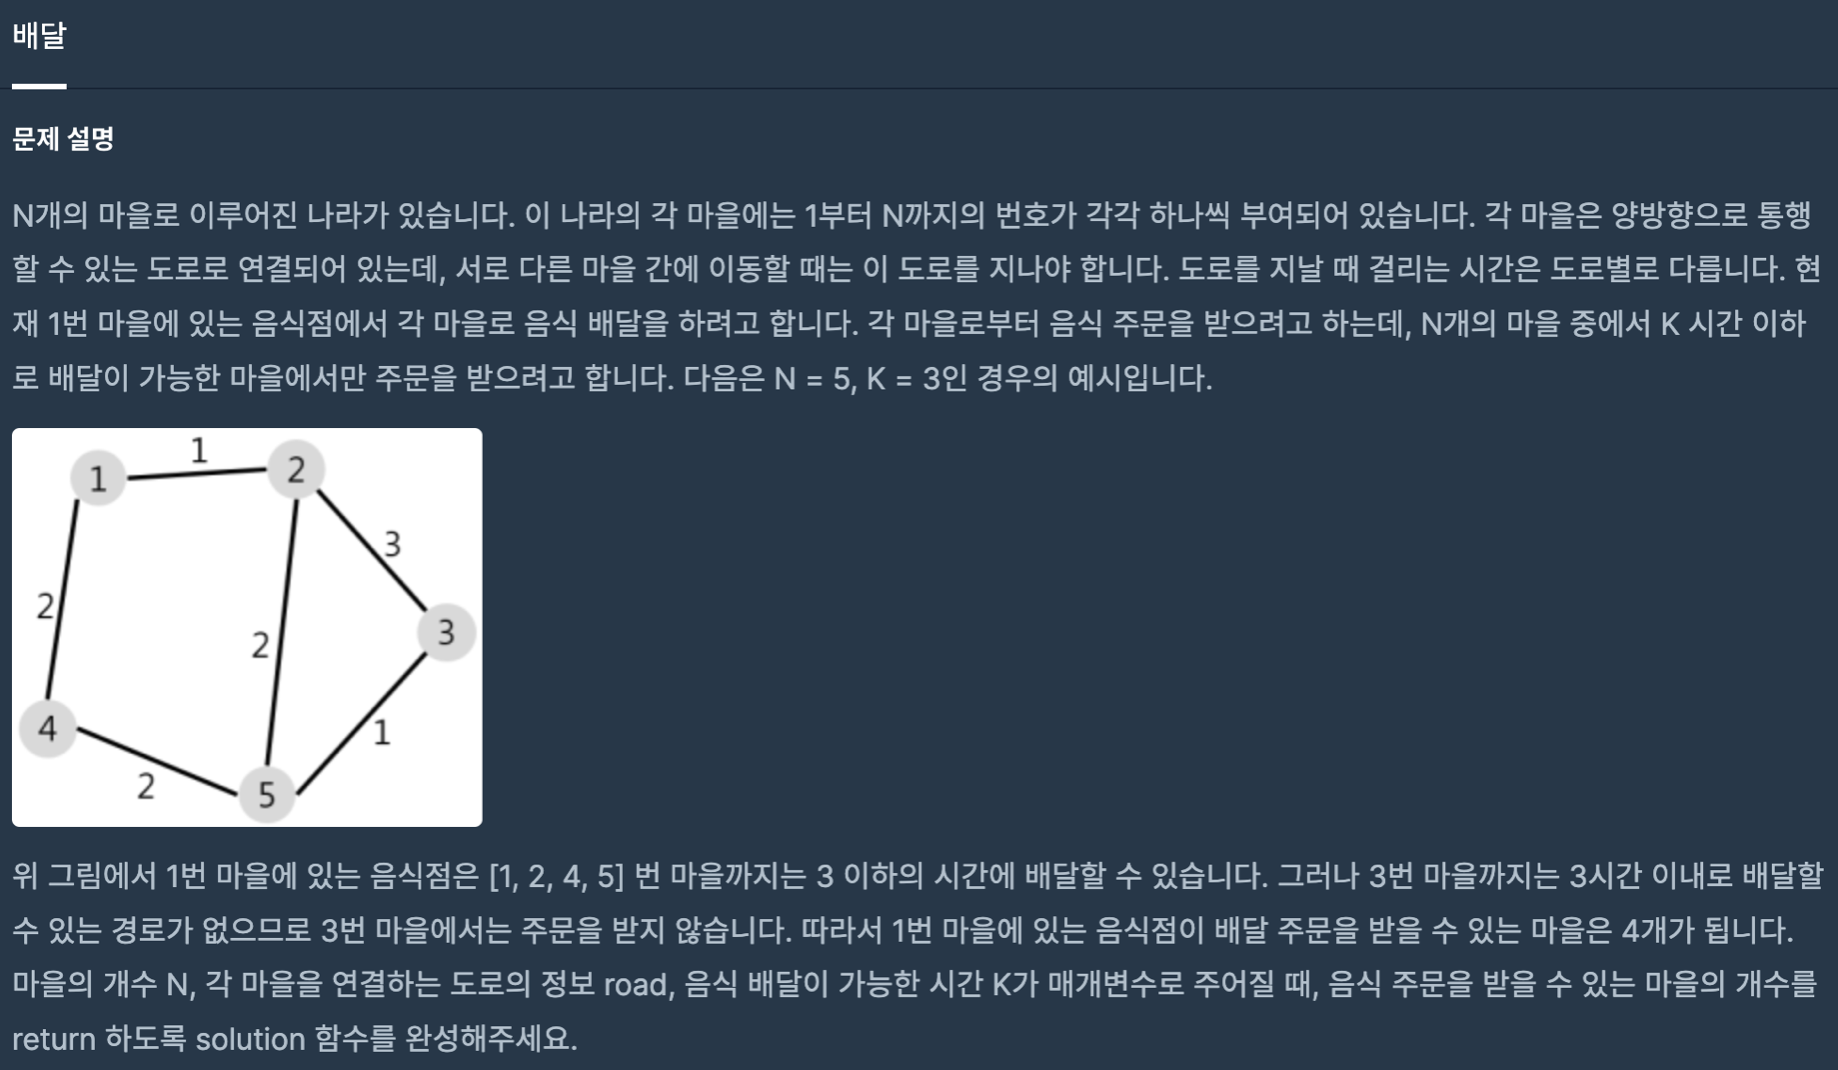 배달
문제 설명
N개의 마을로 이루어진 나라가 있습니다. 이 나라의 각 마을에는 1부터 N까지의 번호가 각각 하나씩 부여되어 있습니다. 각 마을은 양방향으로 통행
할 수 있는 도로로 연결되어 있는데, 서로 다른 마을 간에 이동할 때는 이 도로를 지나야 합니다. 도로를 지날 때 걸리는 시간은 도로별로 다릅니다. 현
재 1번 마을에 있는 음식점에서 각 마을로 음식 배달을 하려고 합니다. 각 마을로부터 음식 주문을 받으려고 하는데, N개의 마을 중에서 K 시간 이하
로 배달이 가능한 마을에서만 주문을 받으려고 합니다. 다음은 N = 5, K = 3인 경우의 예시입니다.
1
1
2
3
2
2
3
4
1
2
5
위 그림에서 1번 마을에 있는 음식점은 [1, 2, 4, 5] 번 마을까지는 3 이하의 시간에 배달할 수 있습니다. 그러나 3번 마을까지는 3시간 이내로 배달할
수 있는 경로가 없으므로 3번 마을에서는 주문을 받지 않습니다. 따라서 1번 마을에 있는 음식점이 배달 주문을 받을 수 있는 마을은 4개가 됩니다.
마을의 개수 N, 각 마을을 연결하는 도로의 정보 road, 음식 배달이 가능한 시간 K가 매개변수로 주어질 때, 음식 주문을 받을 수 있는 마을의 개수를
return 하도록 solution 함수를 완성해주세요.